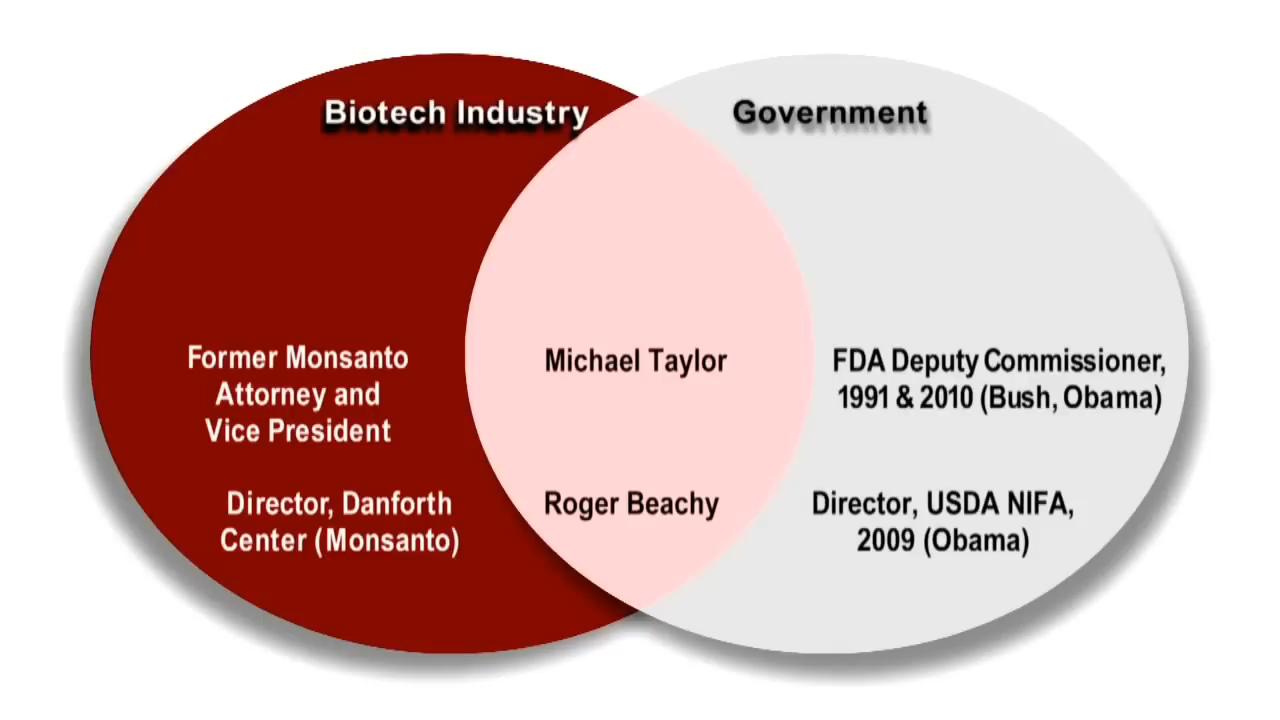 Biotech Industry
Government
Former Monsanto
Attorney and
Vice President
Michael Taylor
FDA Deputy Commissioner,
1991 & 2010 (Bush, Obama)
Director, Danforth
Center (Monsanto)
Roger Beachy
Director, USDA NIFA,
2009 (Obama)